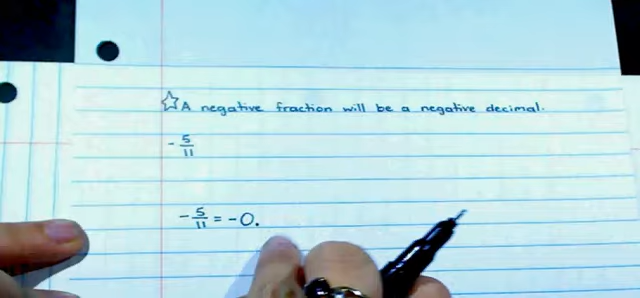 ☆ A negative fraction will be a negative decimal.
- 5/11
- 5/11 = -0.